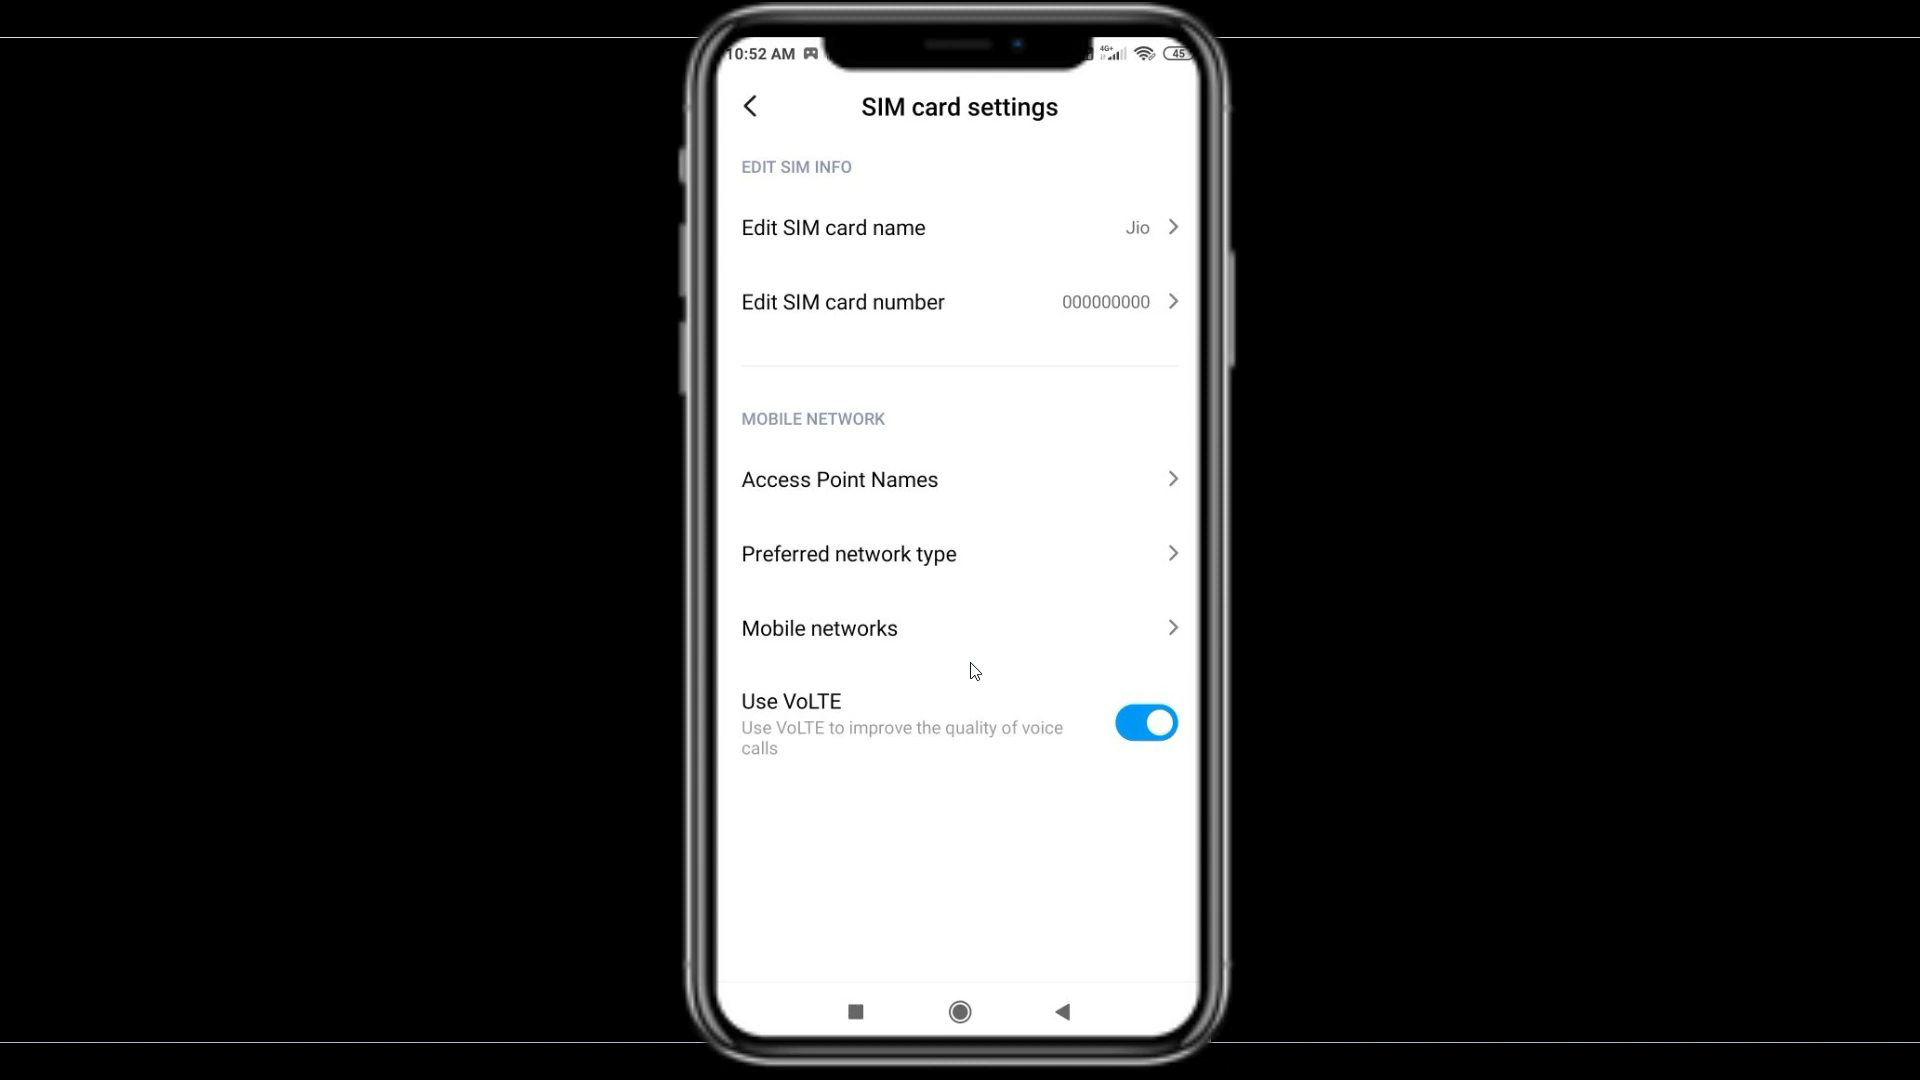 10:52 AM
4G+
45
SIM card settings
EDIT SIM INFO
Edit SIM card name
Jio
Edit SIM card number
000000000
MOBILE NETWORK
Access Point Names
Preferred network type
Mobile networks
Use VoLTE
Use VoLTE to improve the quality of voice
calls